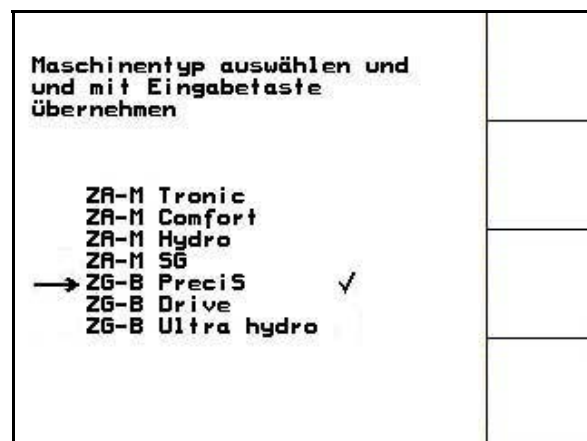 Maschinentyp auswählen und
und mit Eingabetaste
übernehmen
ZA-M Tronic
ZA-M Comfort
ZA-M Hydro
ZA-M SG
ZG-B PreciS
ZG-B Drive
ZG-B Ultra hydro